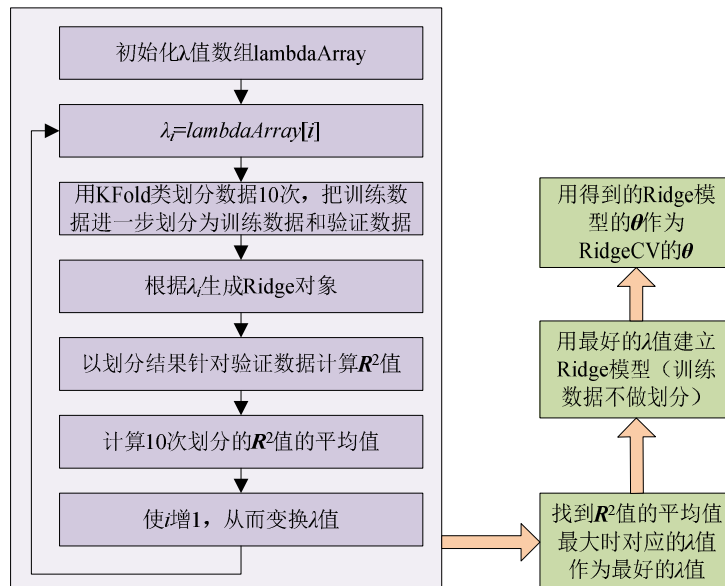 初始化λ值数组lambdaArray
λᵢ=lambdaArray[i]
用KFold类划分数据10次，把训练数
据进一步划分为训练数据和验证数据
根据λᵢ生成Ridge对象
以划分结果针对验证数据计算R²值
计算10次划分的R²值的平均值
使i增1，从而变换λ值
找到R²值的平均值
最大时对应的λ值
作为最好的λ值
用最好的λ值建立
Ridge模型（训练
数据不做划分）
用得到的Ridge模
型的θ作为
RidgeCV的θ